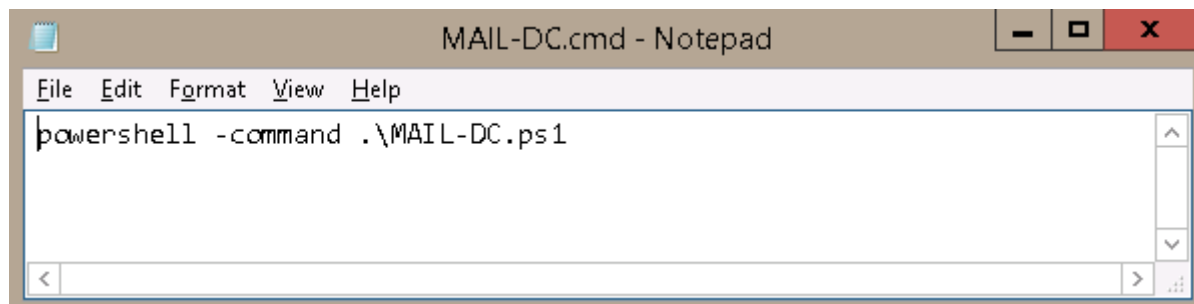 MAIL-DC.cmd - Notepad
File Edit Format View Help
powershell -command .\MAIL-DC.ps1